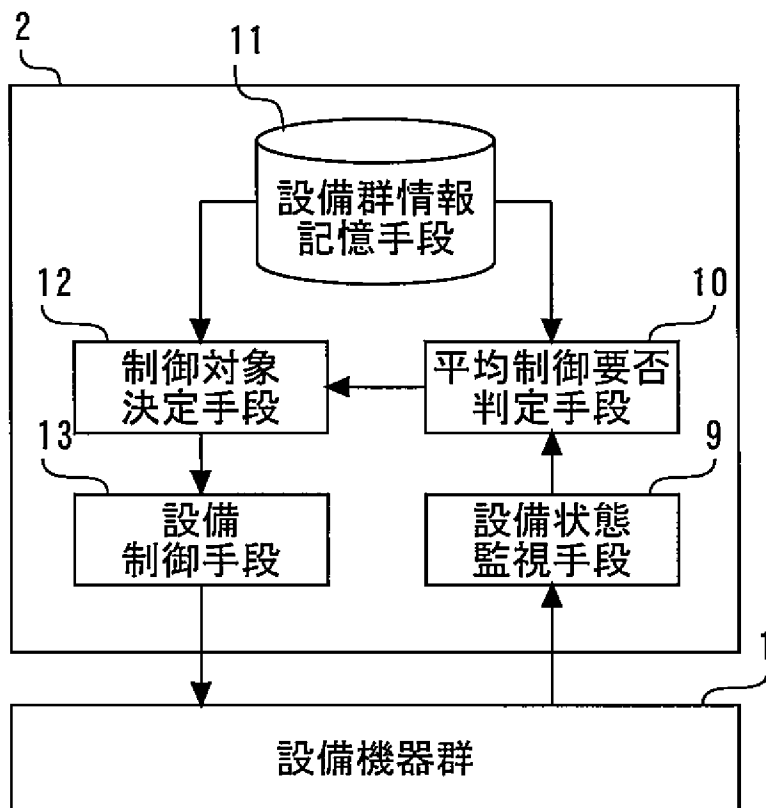 2
11
設備群情報
記憶手段
12
制御対象
決定手段
10
平均制御要否
判定手段
13
設備
制御手段
9
設備状態
監視手段
1
設備機器群